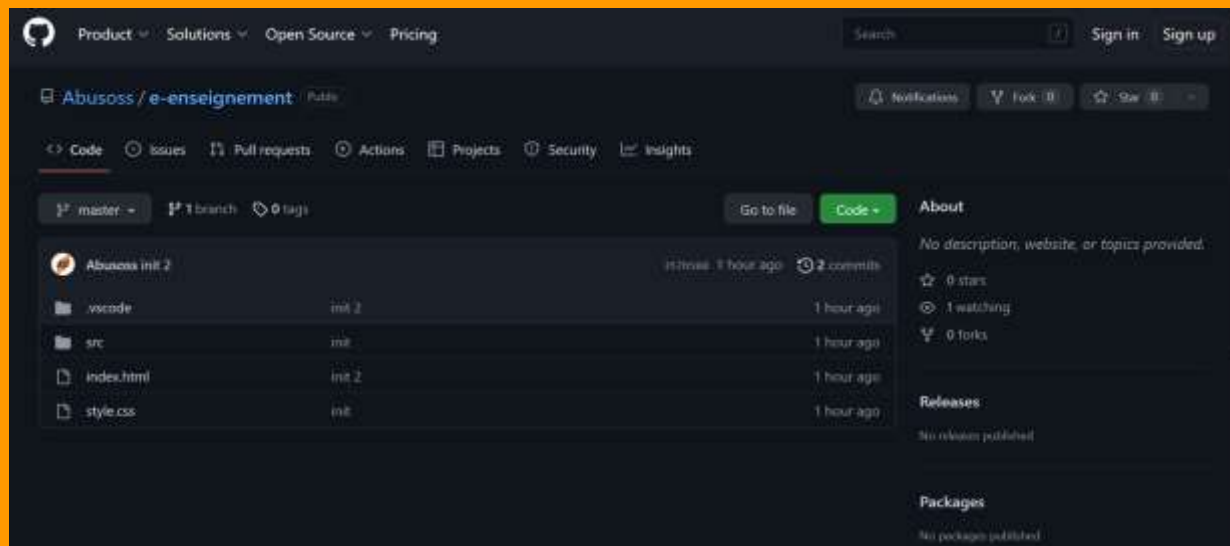 Product Solutions Open Source Pricing Search / Sign in Sign up
Abusoss / e-enseignement Public Notifications Fork 0 Star 0
Code Issues Pull requests Actions Projects Security Insights
master 1 branch 0 tags Go to file Code
Abusoss init 2 1 hour ago 2 commits
.vscode init 2 1 hour ago
src init 1 hour ago
index.html init 2 1 hour ago
style.css init 1 hour ago
About
No description, website, or topics provided.
0 stars
1 watching
0 forks
Releases
No releases published
Packages
No packages published